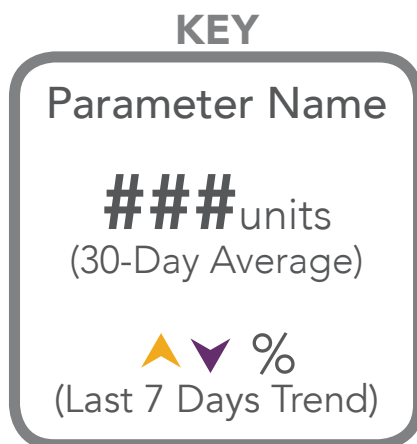 KEY
Parameter Name
###units
(30-Day Average)
%
(Last 7 Days Trend)